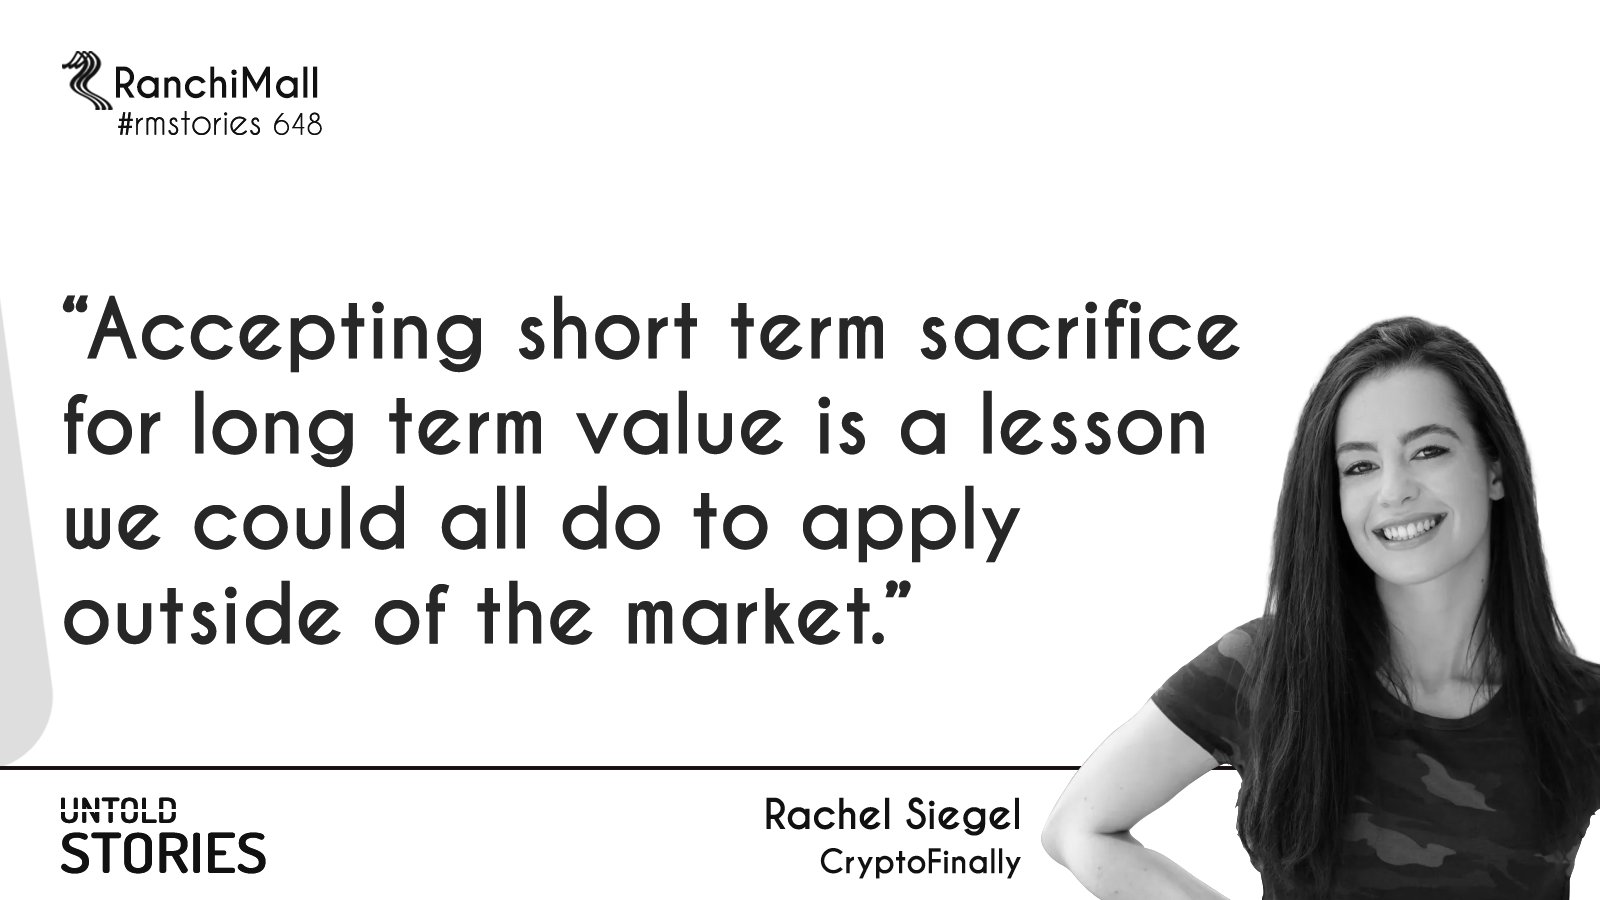 RanchiMall
#rmstories 648
“Accepting short term sacrifice
for long term value is a lesson
we could all do to apply
outside of the market.”
UNTOLD
STORIES
Rachel Siegel
CryptoFinally